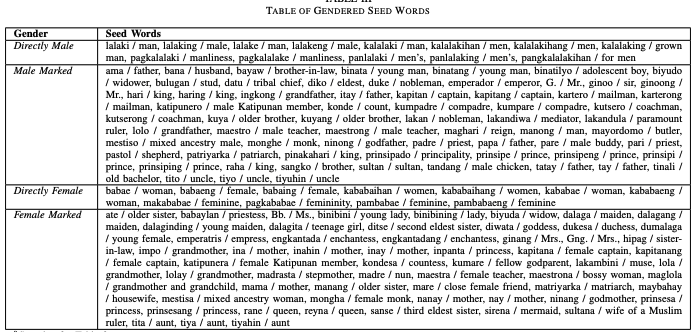 TABLE OF GENDERED SEED WORDS
Gender Seed Words
Directly Male lalaki / man, lalaking / male, lalake / man, lalakeng / male, kalalaki / man, kalalakihan / men, kalalakihang / men, kalalaking / grown
man, pagkalalaki / manliness, pagkalalake / manliness, panlalaki / men's, panlalaking / men's, pangkalalakihan / for men
Male Marked ama / father, bana / husband, bayaw / brother-in-law, binata / young man, binatang / young man, binatilyo / adolescent boy, biyudo
/ widower, bulugan / stud, datu / tribal chief, diko / eldest, duke / nobleman, emperador / emperor, G. / Mr., ginoo / sir, ginoong /
Mr., hari / king, haring / king, ingkong / grandfather, itay / father, kapitan / captain, kapitang / captain, kartero / mailman, karterong
/ mailman, katipunero / male Katipunan member, konde / count, kumpadre / compadre, kumpare / compadre, kutsero / coachman,
kutserong / coachman, kuya / older brother, kuyang / older brother, lakan / nobleman, lakandiwa / mediator, lakandula / paramount
ruler, lolo / grandfather, maestro / male teacher, maestrong / male teacher, maghari / reign, manong / man, mayordomo / butler,
mestiso / mixed ancestry male, monghe / monk, ninong / godfather, padre / priest, papa / father, pare / male buddy, pari / priest,
pastol / shepherd, patriyarka / patriarch, pinakahari / king, prinsipado / principality, prinsipe / prince, prinsipeng / prince, prinsipi /
prince, prinsiping / prince, raha / king, sangko / brother, sultan / sultan, tandang / male chicken, tatay / father, tay / father, tinali /
old bachelor, tito / uncle, tiyo / uncle, tiyuhin / uncle
Directly Female babae / woman, babaeng / female, babaing / female, kababaihan / women, kababaihang / women, kababae / woman, kababaeng /
woman, makababae / feminine, pagkababae / femininity, pambabae / feminine, pambabaeng / feminine
Female Marked ate / older sister, babaylan / priestess, Bb. / Ms., binibini / young lady, binibining / lady, biyuda / widow, dalaga / maiden, dalagang /
maiden, dalaginding / young maiden, dalagita / teenage girl, ditse / second eldest sister, diwata / goddess, dukesa / duchess, dumalaga
/ young female, emperatris / empress, engkantada / enchantess, engkantadang / enchantess, ginang / Mrs., Gng. / Mrs., hipag / sister-
in-law, impo / grandmother, ina / mother, inahin / mother, inay / mother, inpanta / princess, kapitana / female captain, kapitanang
/ female captain, katipunera / female Katipunan member, kondesa / countess, kumare / fellow godparent, lakambini / muse, lola /
grandmother, lolay / grandmother, madrasta / stepmother, madre / nun, maestra / female teacher, maestrona / bossy woman, maglola
/ grandmother and grandchild, mama / mother, manang / older sister, mare / close female friend, matriyarka / matriarch, maybahay
/ housewife, mestisa / mixed ancestry woman, mongha / female monk, nanay / mother, nay / mother, ninang / godmother, prinsesa /
princess, prinsesang / princess, rane / queen, reyna / queen, sanse / third eldest sister, sirena / mermaid, sultana / wife of a Muslim
ruler, tita / aunt, tiya / aunt, tiyahin / aunt